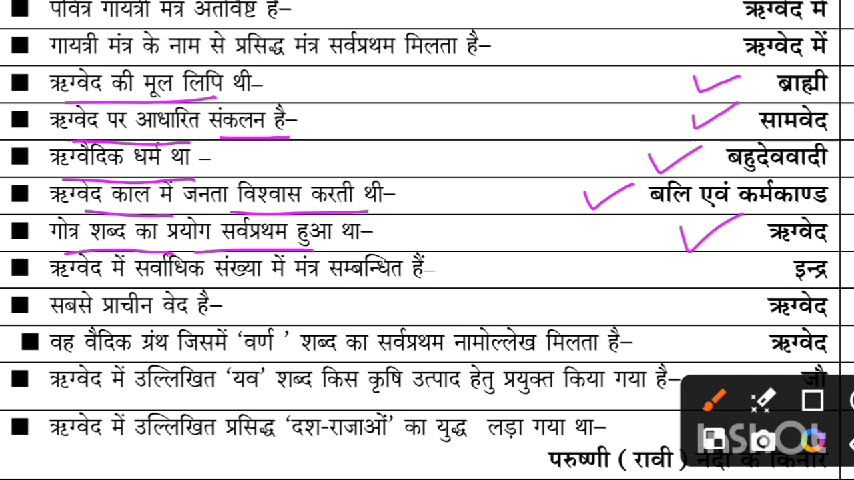 ■ पवित्र गायत्री मंत्र अंतर्विष्ट है– ऋग्वेद में
■ गायत्री मंत्र के नाम से प्रसिद्ध मंत्र सर्वप्रथम मिलता है– ऋग्वेद में
■ ऋग्वेद की मूल लिपि थी– ब्राह्मी
■ ऋग्वेद पर आधारित संकलन है– सामवेद
■ ऋग्वैदिक धर्म था – बहुदेववादी
■ ऋग्वेद काल में जनता विश्वास करती थी– बलि एवं कर्मकाण्ड
■ गोत्र शब्द का प्रयोग सर्वप्रथम हुआ था– ऋग्वेद
■ ऋग्वेद में सर्वाधिक संख्या में मंत्र सम्बन्धित हैं– इन्द्र
■ सबसे प्राचीन वेद है– ऋग्वेद
■ वह वैदिक ग्रंथ जिसमें ‘वर्ण ’ शब्द का सर्वप्रथम नामोल्लेख मिलता है– ऋग्वेद
■ ऋग्वेद में उल्लिखित ‘यव’ शब्द किस कृषि उत्पाद हेतु प्रयुक्त किया गया है– जौ
■ ऋग्वेद में उल्लिखित प्रसिद्ध ‘दश-राजाओं’ का युद्ध लड़ा गया था–
InShOt
परुष्णी ( रावी ) नदी के किनारे